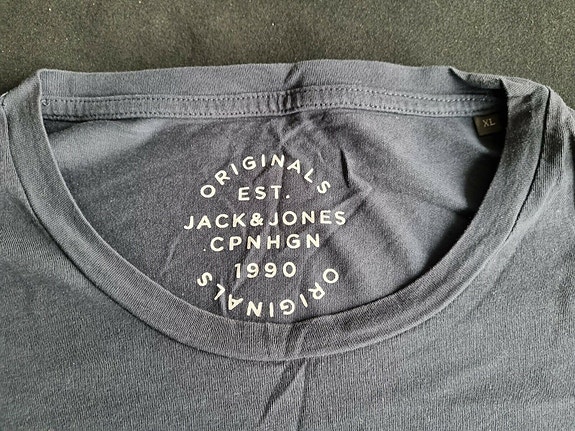 ORIGINALS
EST.
JACK&JONES
CPNHGN
1990
ORIGINALS
XL